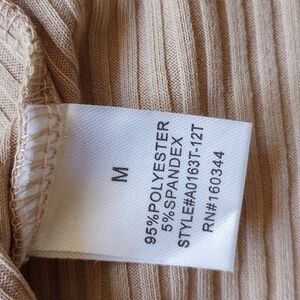 M
95%POLYESTER
5%SPANDEX
STYLE#A0163T-12T
RN#160344